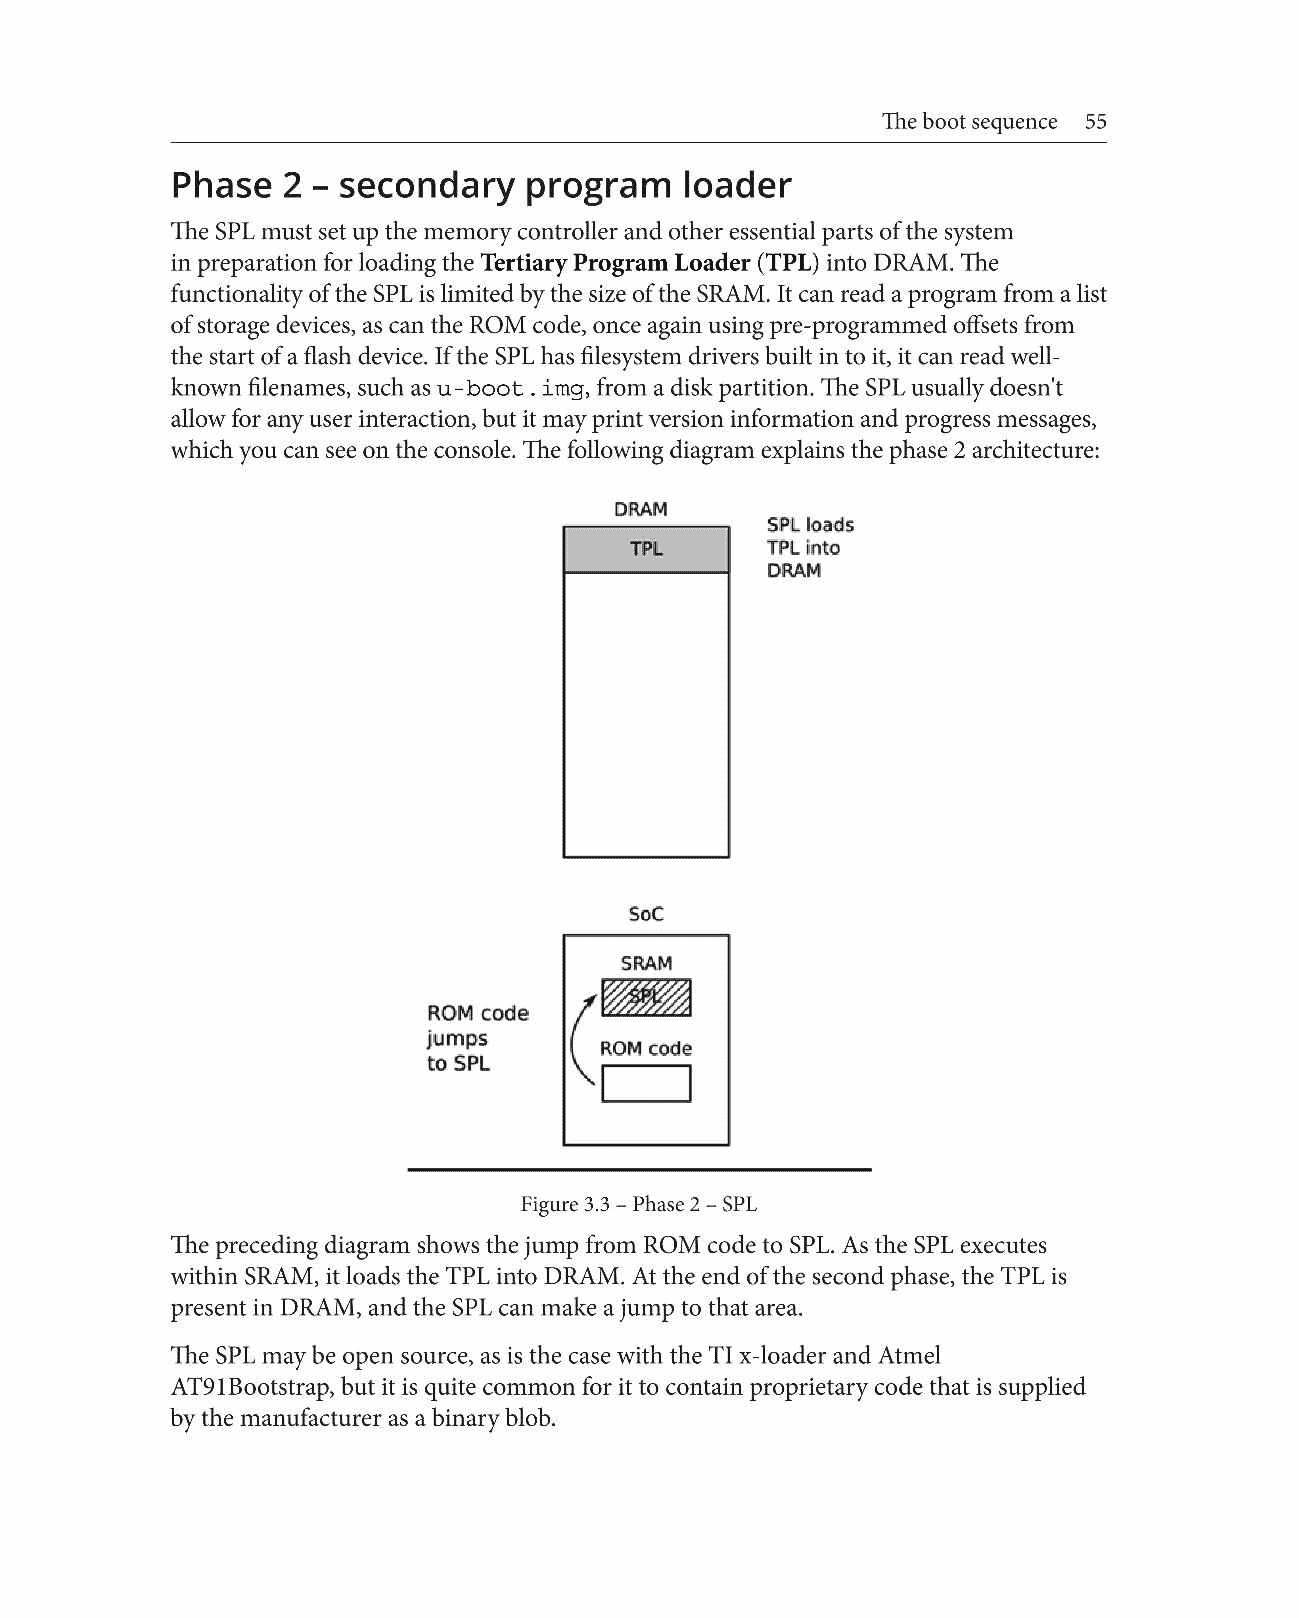 The boot sequence 55
Phase 2 – secondary program loader
The SPL must set up the memory controller and other essential parts of the system
in preparation for loading the Tertiary Program Loader (TPL) into DRAM. The
functionality of the SPL is limited by the size of the SRAM. It can read a program from a list
of storage devices, as can the ROM code, once again using pre-programmed offsets from
the start of a flash device. If the SPL has filesystem drivers built in to it, it can read well-
known filenames, such as u-boot.img, from a disk partition. The SPL usually doesn't
allow for any user interaction, but it may print version information and progress messages,
which you can see on the console. The following diagram explains the phase 2 architecture:
DRAM
TPL
SPL loads
TPL into
DRAM
SoC
SRAM
SPL
ROM code
jumps
to SPL
ROM code
Figure 3.3 – Phase 2 – SPL
The preceding diagram shows the jump from ROM code to SPL. As the SPL executes
within SRAM, it loads the TPL into DRAM. At the end of the second phase, the TPL is
present in DRAM, and the SPL can make a jump to that area.
The SPL may be open source, as is the case with the TI x-loader and Atmel
AT91Bootstrap, but it is quite common for it to contain proprietary code that is supplied
by the manufacturer as a binary blob.